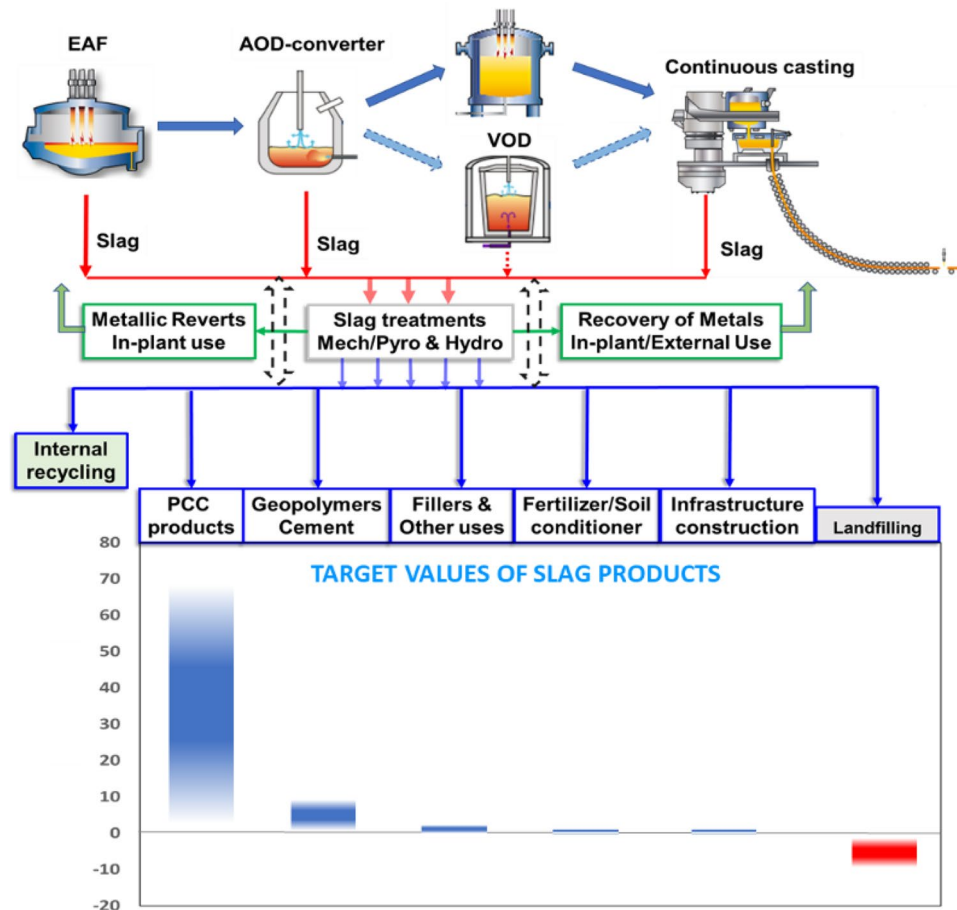 EAF
AOD-converter
Continuous casting
VOD
Slag
Slag
Slag
Metallic Reverts
In-plant use
Slag treatments
Mech/Pyro & Hydro
Recovery of Metals
In-plant/External Use
Internal
recycling
PCC
products
Geopolymers
Cement
Fillers &
Other uses
Fertilizer/Soil
conditioner
Infrastructure
construction
Landfilling
TARGET VALUES OF SLAG PRODUCTS
80
70
60
50
40
30
20
10
0
-10
-20